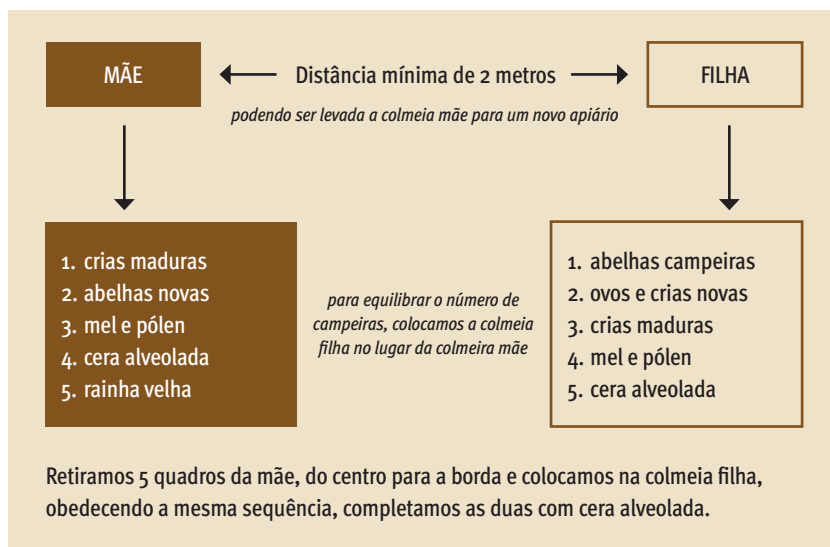 MÃE
Distância mínima de 2 metros
FILHA
podendo ser levada a colmeia mãe para um novo apiário
1. crias maduras
2. abelhas novas
3. mel e pólen
4. cera alveolada
5. rainha velha
para equilibrar o número de
campeiras, colocamos a colmeia
filha no lugar da colmeira mãe
1. abelhas campeiras
2. ovos e crias novas
3. crias maduras
4. mel e pólen
5. cera alveolada
Retiramos 5 quadros da mãe, do centro para a borda e colocamos na colmeia filha,
obedecendo a mesma sequência, completamos as duas com cera alveolada.